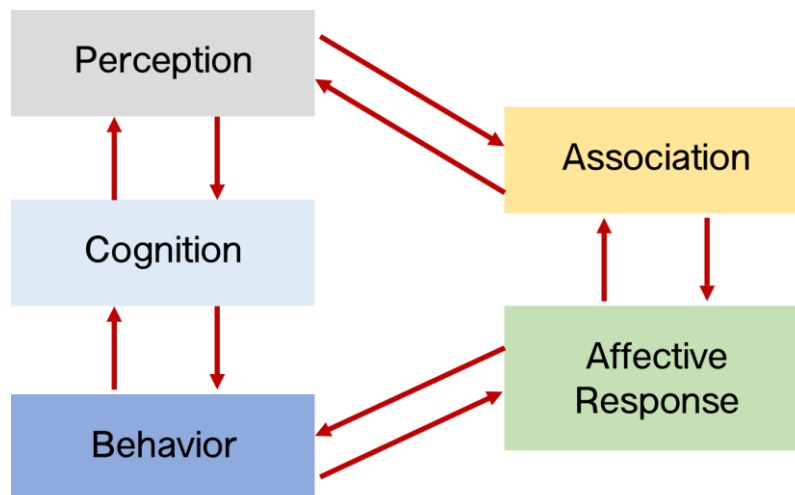 Perception
Association
Cognition
Affective
Response
Behavior